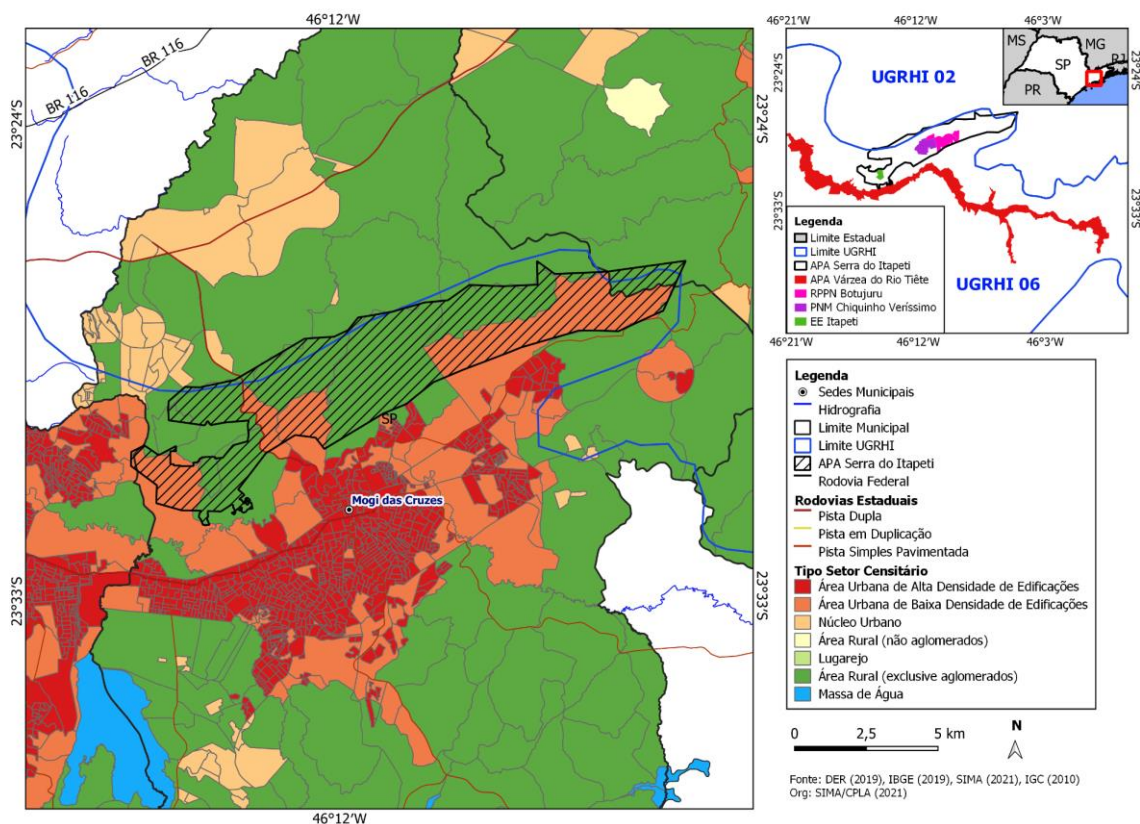 46°12'W
BR 116
BR 116
23°24'S
23°24'S
SP
Mogi das Cruzes
23°33'S
23°33'S
46°12'W
46°21'W
46°12'W
46°3'W
23°24'S
23°24'S
UGRHI 02
MS
MG
SP
RJ
PR
23°33'S
23°33'S
UGRHI 06
Legenda
Limite Estadual
Limite UGRHI
APA Serra do Itapeti
APA Várzea do Rio Tiête
RPPN Botujuru
PNM Chiquinho Veríssimo
EE Itapeti
46°21'W
46°12'W
46°3'W
Legenda
Sedes Municipais
Hidrografia
Limite Municipal
Limite UGRHI
APA Serra do Itapeti
Rodovia Federal
Rodovias Estaduais
Pista Dupla
Pista em Duplicação
Pista Simples Pavimentada
Tipo Setor Censitário
Área Urbana de Alta Densidade de Edificações
Área Urbana de Baixa Densidade de Edificações
Núcleo Urbano
Área Rural (não aglomerados)
Lugarejo
Área Rural (exclusive aglomerados)
Massa de Água
0 2,5 5 km
N
Fonte: DER (2019), IBGE (2019), SIMA (2021), IGC (2010)
Org: SIMA/CPLA (2021)